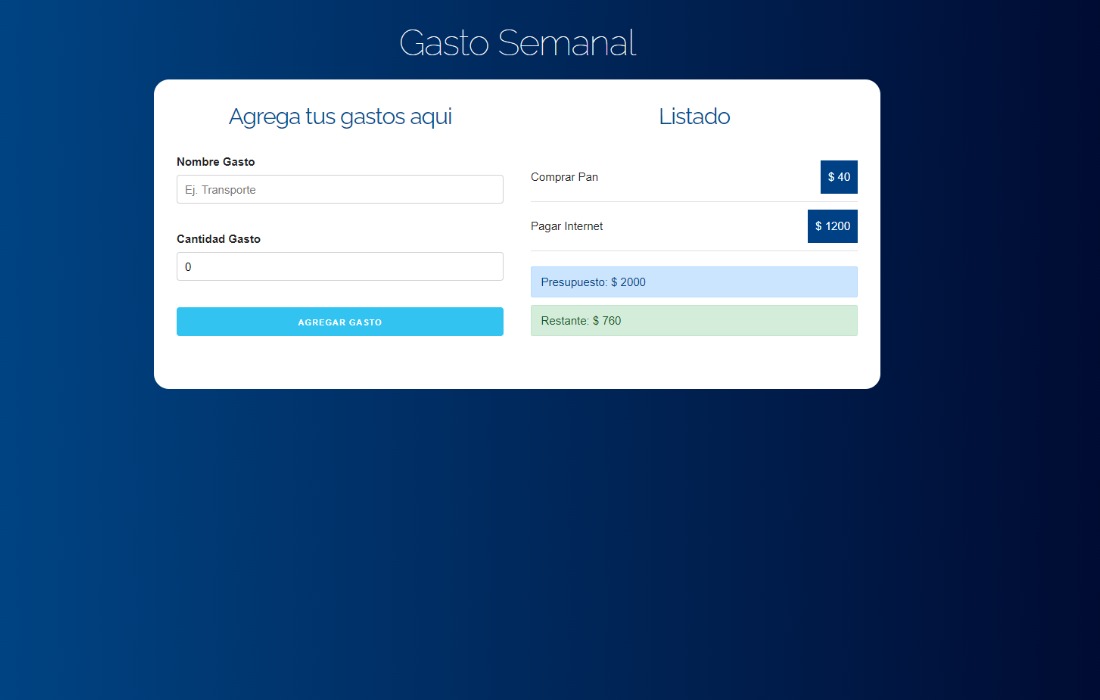 Gasto Semanal
Agrega tus gastos aqui
Nombre Gasto
Ej. Transporte
Cantidad Gasto
0
AGREGAR GASTO
Listado
Comprar Pan $ 40
Pagar Internet $ 1200
Presupuesto: $ 2000
Restante: $ 760